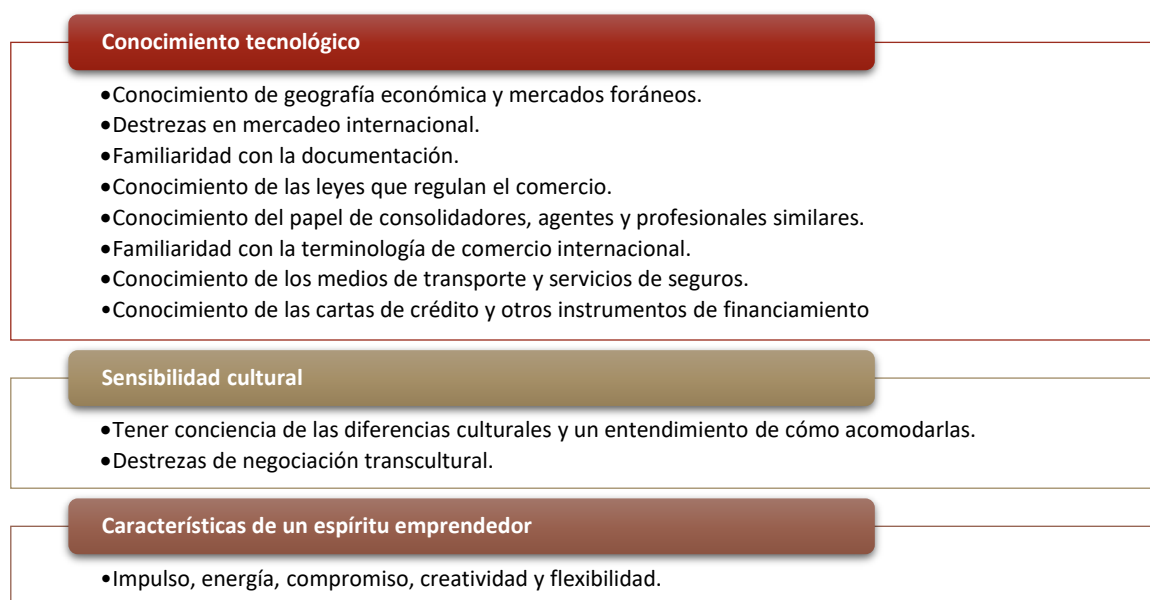 Conocimiento tecnológico
•Conocimiento de geografía económica y mercados foráneos.
•Destrezas en mercadeo internacional.
•Familiaridad con la documentación.
•Conocimiento de las leyes que regulan el comercio.
•Conocimiento del papel de consolidadores, agentes y profesionales similares.
•Familiaridad con la terminología de comercio internacional.
•Conocimiento de los medios de transporte y servicios de seguros.
•Conocimiento de las cartas de crédito y otros instrumentos de financiamiento
Sensibilidad cultural
•Tener conciencia de las diferencias culturales y un entendimiento de cómo acomodarlas.
•Destrezas de negociación transcultural.
Características de un espíritu emprendedor
•Impulso, energía, compromiso, creatividad y flexibilidad.